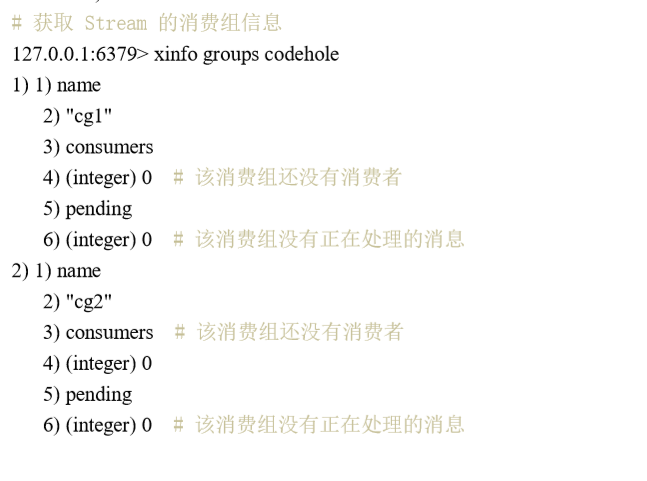 # 获取 Stream 的消费组信息
127.0.0.1:6379> xinfo groups codehole
1) 1) name
2) "cg1"
3) consumers
4) (integer) 0 # 该消费组还没有消费者
5) pending
6) (integer) 0 # 该消费组没有正在处理的消息
2) 1) name
2) "cg2"
3) consumers # 该消费组还没有消费者
4) (integer) 0
5) pending
6) (integer) 0 # 该消费组没有正在处理的消息